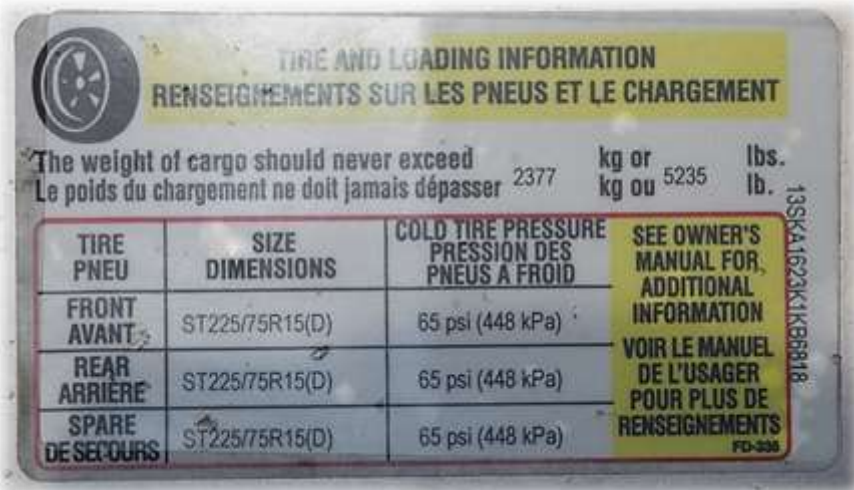 TIRE AND LOADING INFORMATION
RENSEIGNEMENTS SUR LES PNEUS ET LE CHARGEMENT
The weight of cargo should never exceed 2377 kg or 5235 lbs.
Le poids du chargement ne doit jamais dépasser kg ou lb.
TIRE SIZE COLD TIRE PRESSURE
PNEU DIMENSIONS PRESSION DES
PNEUS A FROID
FRONT
AVANT ST225/75R15(D) 65 psi (448 kPa)
REAR
ARRIÈRE ST225/75R15(D) 65 psi (448 kPa)
SPARE
DE SECOURS ST225/75R15(D) 65 psi (448 kPa)
SEE OWNER'S
MANUAL FOR
ADDITIONAL
INFORMATION
VOIR LE MANUEL
DE L'USAGER
POUR PLUS DE
RENSEIGNEMENTS
13SKA1623K1KB6818